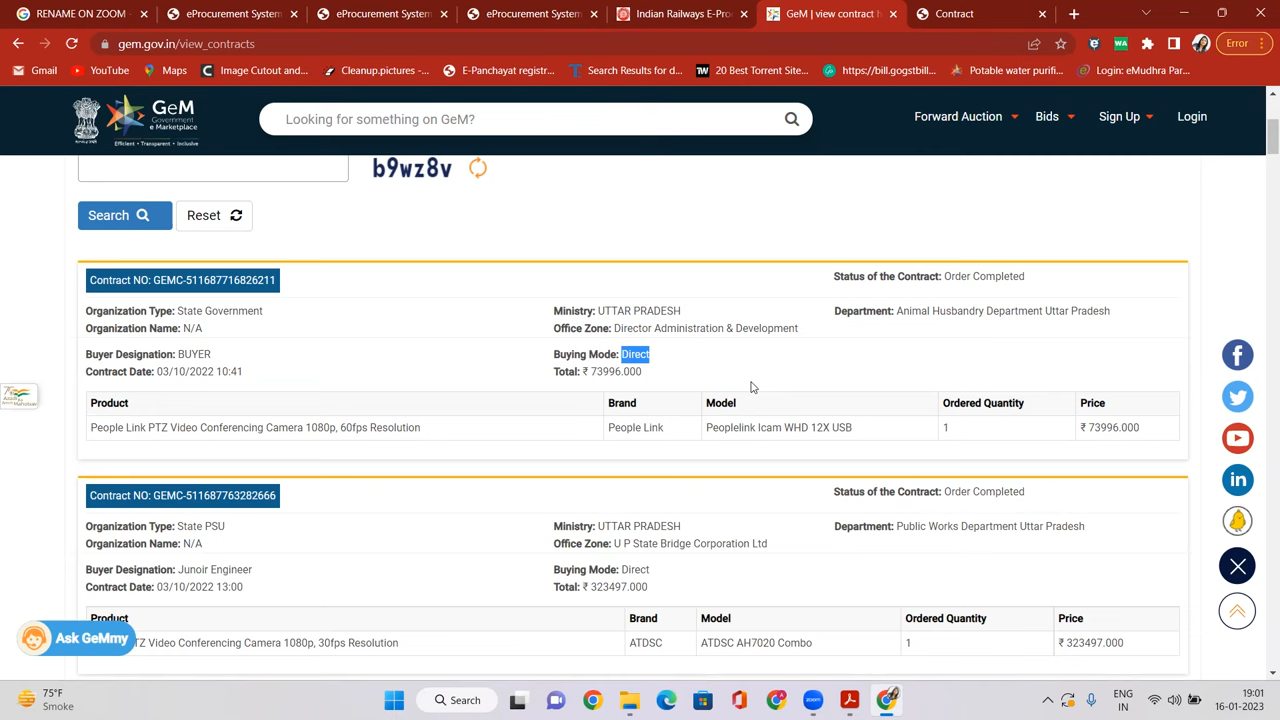 RENAME ON ZOOM -
eProcurement System
eProcurement System
eProcurement System
Indian Railways E-Proc
GeM | view contract h
Contract
gem.gov.in/view_contracts
Error
Gmail
YouTube
Maps
Image Cutout and...
Cleanup.pictures -...
E-Panchayat registr...
Search Results for d...
20 Best Torrent Site...
https://bill.gogstbill...
Potable water purifi...
Login: eMudhra Par...
GeM
Government
e Marketplace
Efficient • Transparent • Inclusive
Looking for something on GeM?
Forward Auction
Bids
Sign Up
Login
b9wz8v
Search
Reset
Contract NO: GEMC-511687716826211
Status of the Contract: Order Completed
Organization Type: State Government
Ministry: UTTAR PRADESH
Department: Animal Husbandry Department Uttar Pradesh
Organization Name: N/A
Office Zone: Director Administration & Development
Buyer Designation: BUYER
Buying Mode: Direct
Contract Date: 03/10/2022 10:41
Total: ₹ 73996.000
Product Brand Model Ordered Quantity Price
People Link PTZ Video Conferencing Camera 1080p, 60fps Resolution People Link Peoplelink Icam WHD 12X USB 1 ₹ 73996.000
Contract NO: GEMC-511687763282666
Status of the Contract: Order Completed
Organization Type: State PSU
Ministry: UTTAR PRADESH
Department: Public Works Department Uttar Pradesh
Organization Name: N/A
Office Zone: U P State Bridge Corporation Ltd
Buyer Designation: Junoir Engineer
Buying Mode: Direct
Contract Date: 03/10/2022 13:00
Total: ₹ 323497.000
Product Brand Model Ordered Quantity Price
TZ Video Conferencing Camera 1080p, 30fps Resolution ATDSC ATDSC AH7020 Combo 1 ₹ 323497.000
Ask GeMmy
75°F
Smoke
Search
zoom
ENG
IN
19:01
16-01-2023